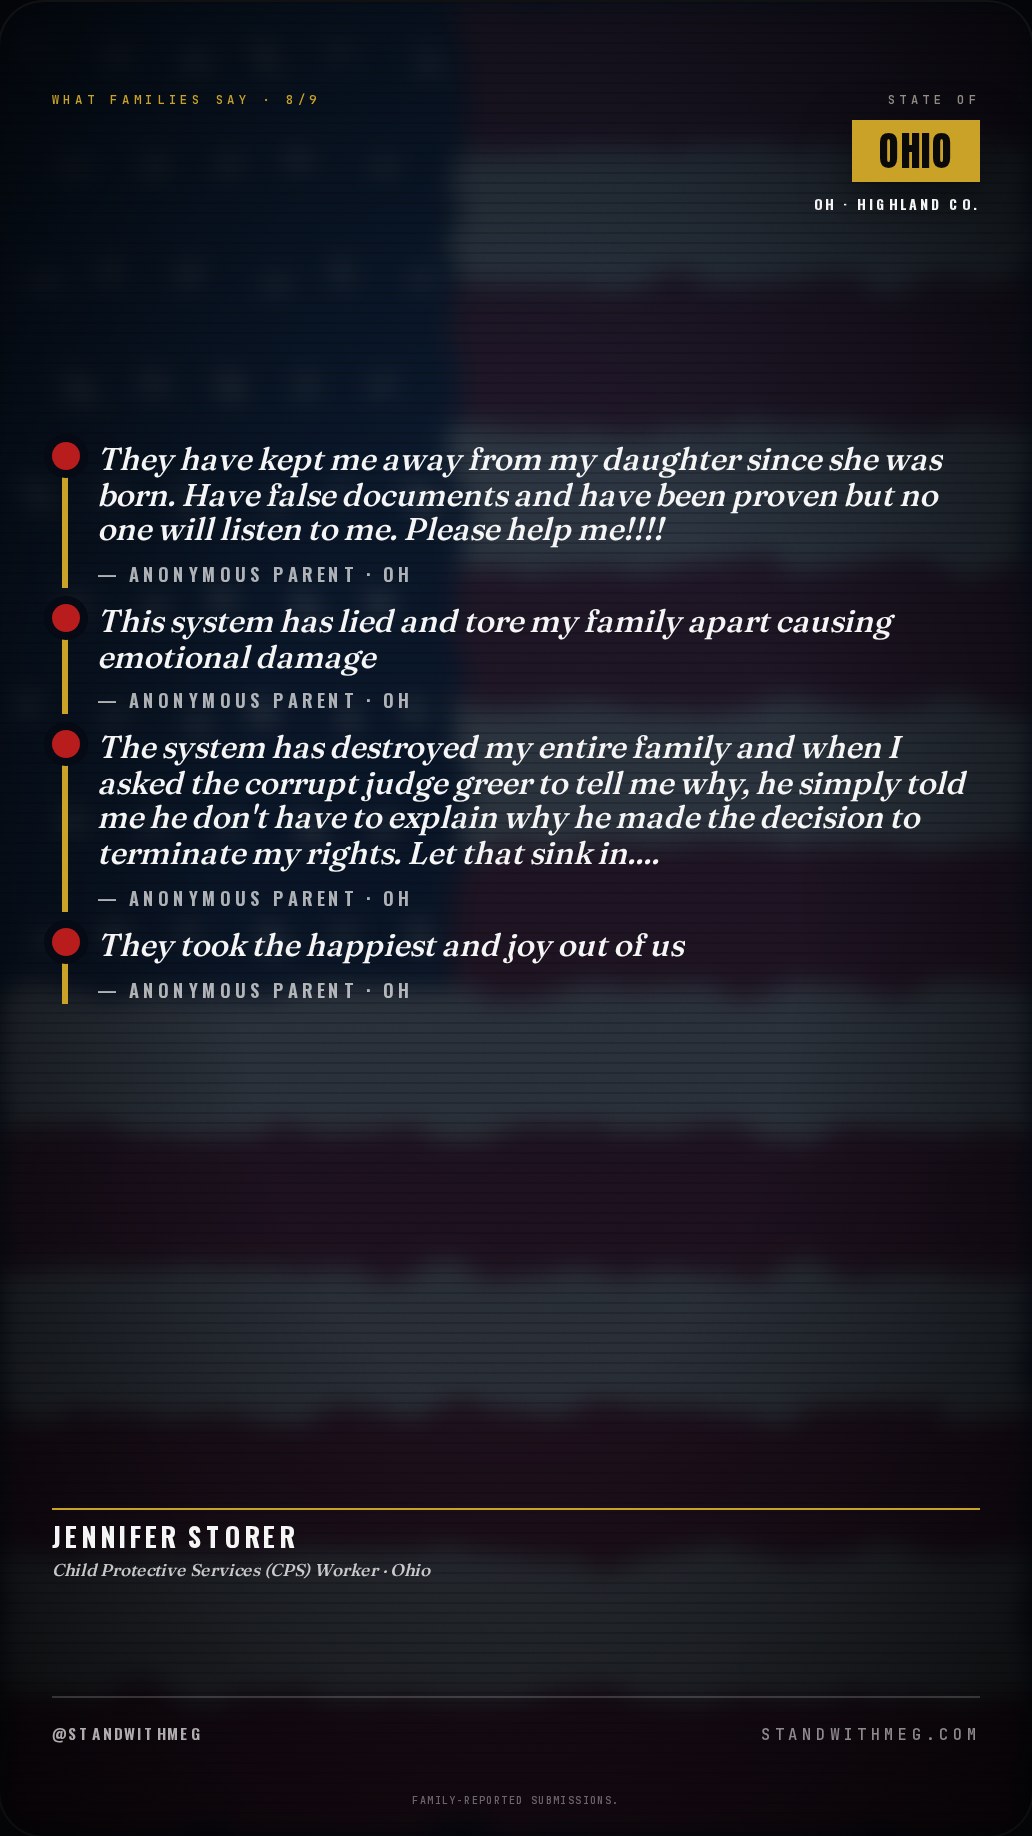 WHAT FAMILIES SAY · 8/9
STATE OF
OHIO
OH · HIGHLAND CO.
They have kept me away from my daughter since she was
born. Have false documents and have been proven but no
one will listen to me. Please help me!!!!
— ANONYMOUS PARENT · OH
This system has lied and tore my family apart causing
emotional damage
— ANONYMOUS PARENT · OH
The system has destroyed my entire family and when I
asked the corrupt judge greer to tell me why, he simply told
me he don't have to explain why he made the decision to
terminate my rights. Let that sink in....
— ANONYMOUS PARENT · OH
They took the happiest and joy out of us
— ANONYMOUS PARENT · OH
JENNIFER STORER
Child Protective Services (CPS) Worker · Ohio
@STANDWITHMEG
STANDWITHMEG.COM
FAMILY-REPORTED SUBMISSIONS.